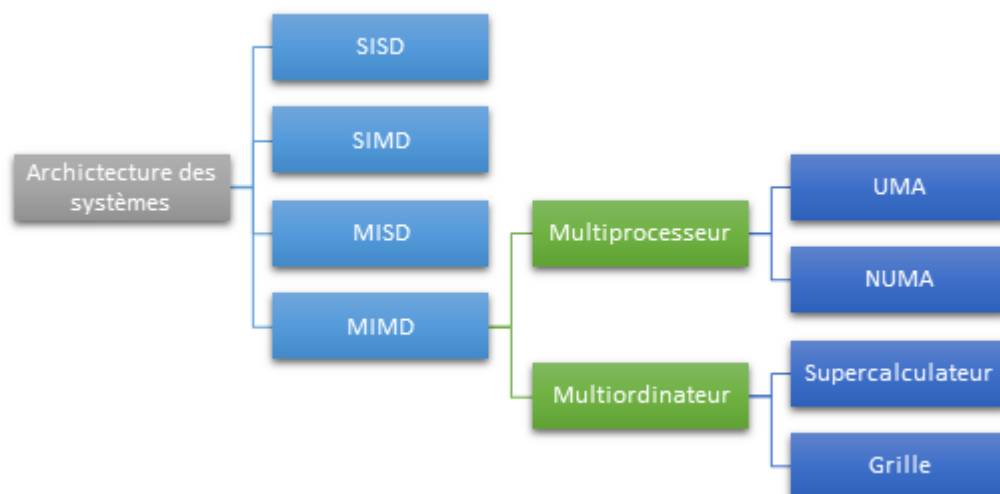 Archictecture des
systèmes
SISD
SIMD
MISD
MIMD
Multiprocesseur
Multiordinateur
UMA
NUMA
Supercalculateur
Grille